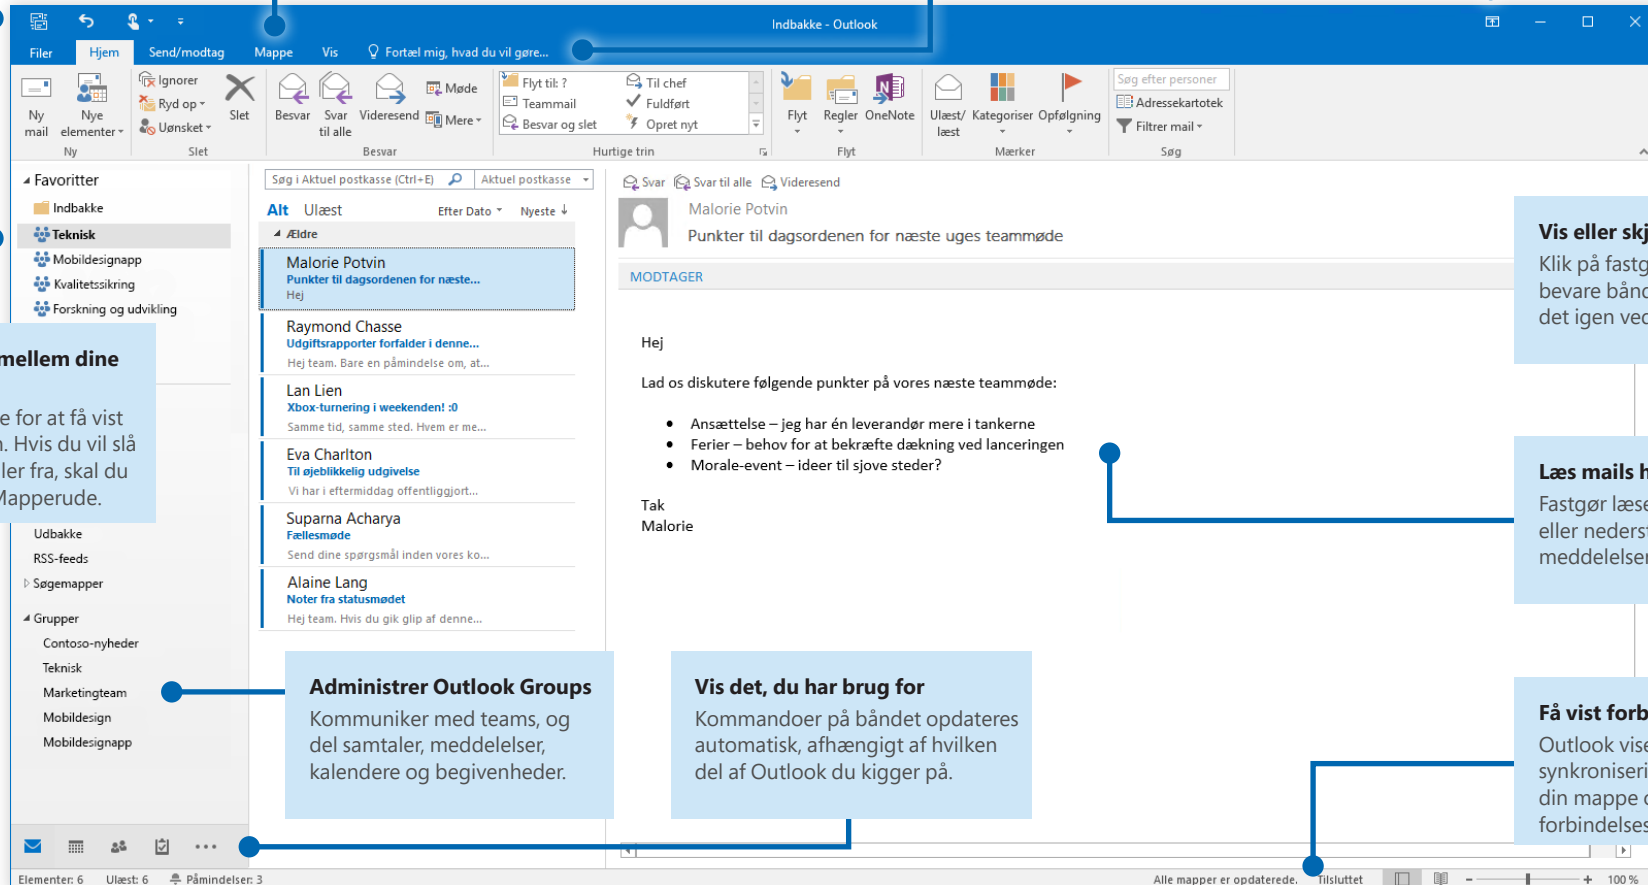 Indbakke - Outlook
Filer Hjem Send/modtag Mappe Vis Fortæl mig, hvad du vil gøre...
Ny mail
Nye elementer
Ny
Ignorer
Ryd op
Uønsket
Slet
Slet
Besvar
Svar til alle
Videresend
Møde
Mere
Besvar
Flyt til: ?
Teammail
Besvar og slet
Til chef
Fuldført
Opret nyt
Hurtige trin
Flyt
Regler
OneNote
Flyt
Ulæst/ læst
Kategoriser
Opfølgning
Mærker
Søg efter personer
Adressekartotek
Filtrer mail
Søg
Favoritter
Indbakke
Teknisk
Mobildesignapp
Kvalitetssikring
Forskning og udvikling
mellem dine
e for at få vist
. Hvis du vil slå
ler fra, skal du
Mapperude.
Udbakke
RSS-feeds
Søgemapper
Grupper
Contoso-nyheder
Teknisk
Marketingteam
Mobildesign
Mobildesignapp
Søg i Aktuel postkasse (Ctrl+E) Aktuel postkasse
Alt Ulæst Efter Dato Nyeste
Ældre
Malorie Potvin
Punkter til dagsordenen for næste...
Hej
Raymond Chasse
Udgiftsrapporter forfalder i denne...
Hej team. Bare en påmindelse om, at...
Lan Lien
Xbox-turnering i weekenden! :0
Samme tid, samme sted. Hvem er me...
Eva Charlton
Til øjeblikkelig udgivelse
Vi har i eftermiddag offentliggjort...
Suparna Acharya
Fællesmøde
Send dine spørgsmål inden vores ko...
Alaine Lang
Noter fra statusmødet
Hej team. Hvis du gik glip af denne...
Svar Svar til alle Videresend
Malorie Potvin
Punkter til dagsordenen for næste uges teammøde
MODTAGER
Hej
Lad os diskutere følgende punkter på vores næste teammøde:
• Ansættelse – jeg har én leverandør mere i tankerne
• Ferier – behov for at bekræfte dækning ved lanceringen
• Morale-event – ideer til sjove steder?
Tak
Malorie
Vis eller skj
Klik på fastg
bevare bånd
det igen ved
Læs mails h
Fastgør læse
eller neders
meddelelser
Administrer Outlook Groups
Kommuniker med teams, og
del samtaler, meddelelser,
kalendere og begivenheder.
Vis det, du har brug for
Kommandoer på båndet opdateres
automatisk, afhængigt af hvilken
del af Outlook du kigger på.
Få vist forb
Outlook vise
synkroniseri
din mappe o
forbindelses
Elementer: 6 Ulæst: 6 Påmindelser: 3
Alle mapper er opdaterede. Tilsluttet 100 %